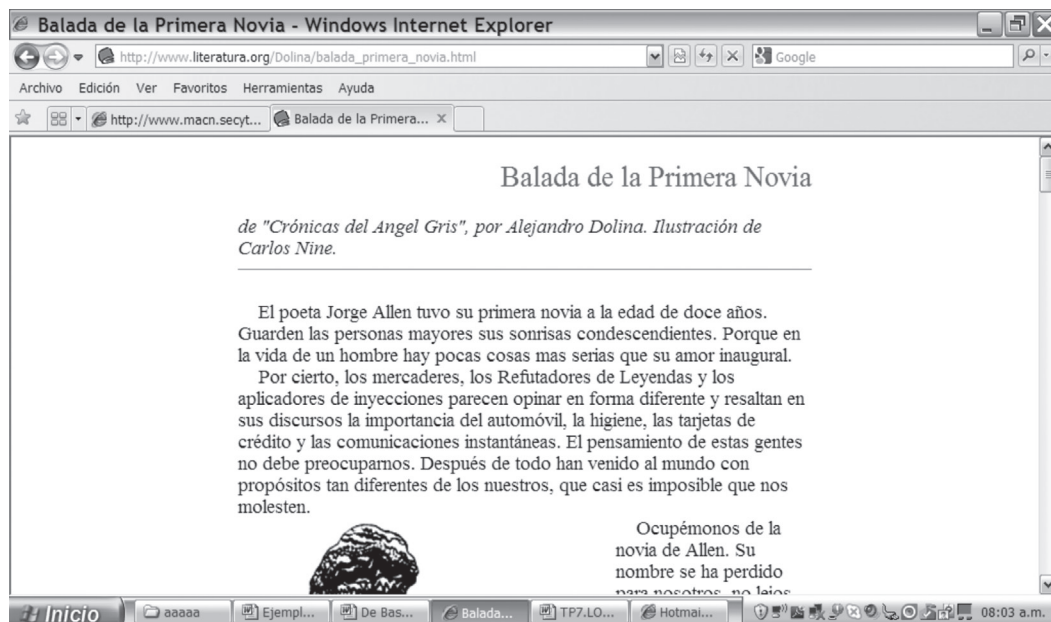 Balada de la Primera Novia - Windows Internet Explorer
http://www.literatura.org/Dolina/balada_primera_novia.html
Google
Archivo Edición Ver Favoritos Herramientas Ayuda
http://www.macn.secyt... Balada de la Primera...
Balada de la Primera Novia
de "Crónicas del Angel Gris", por Alejandro Dolina. Ilustración de
Carlos Nine.
El poeta Jorge Allen tuvo su primera novia a la edad de doce años.
Guarden las personas mayores sus sonrisas condescendientes. Porque en
la vida de un hombre hay pocas cosas mas serias que su amor inaugural.
Por cierto, los mercaderes, los Refutadores de Leyendas y los
aplicadores de inyecciones parecen opinar en forma diferente y resaltan en
sus discursos la importancia del automóvil, la higiene, las tarjetas de
crédito y las comunicaciones instantáneas. El pensamiento de estas gentes
no debe preocuparnos. Después de todo han venido al mundo con
propósitos tan diferentes de los nuestros, que casi es imposible que nos
molesten.
Ocupémonos de la
novia de Allen. Su
nombre se ha perdido
para nosotros, no lejos
Inicio aaaaa Ejempl... De Bas... Balada... TP7.LO... Hotmai... 08:03 a.m.